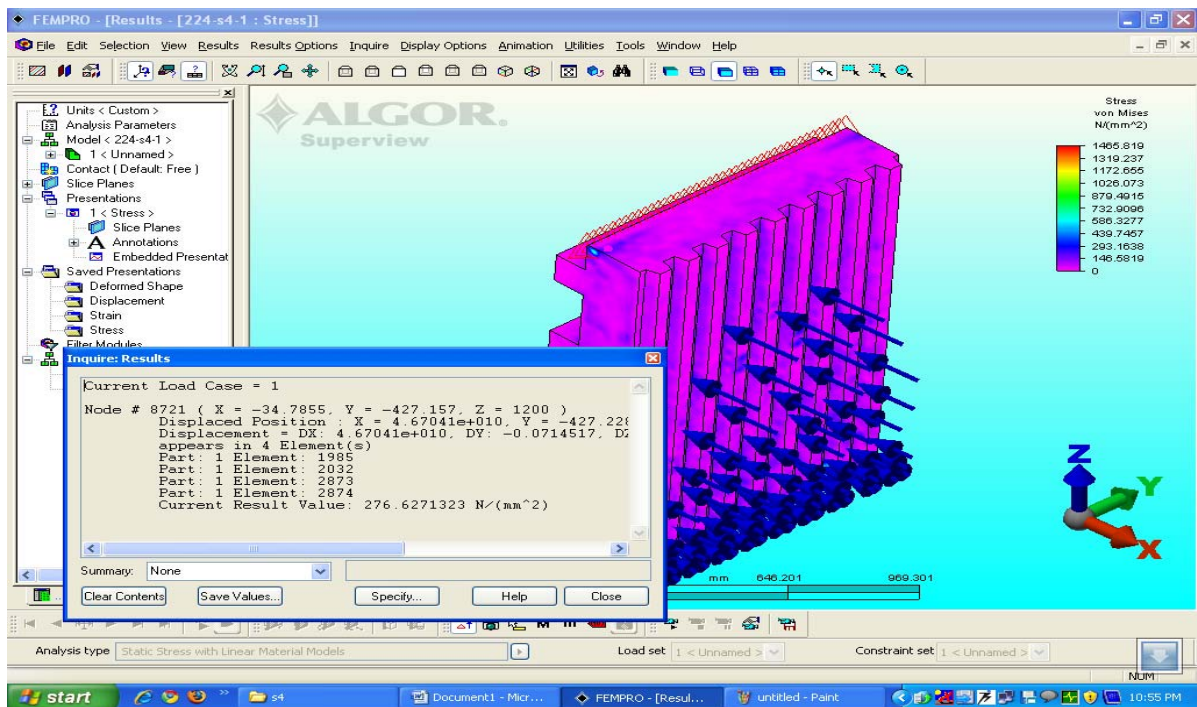 FEMPRO - [Results - [224-s4-1 : Stress]]
File Edit Selection View Results Results Options Inquire Display Options Animation Utilities Tools Window Help
Units < Custom >
Analysis Parameters
Model < 224-s4-1 >
1 < Unnamed >
Contact ( Default: Free )
Slice Planes
Presentations
1 < Stress >
Slice Planes
A Annotations
Embedded Presentat
Saved Presentations
Deformed Shape
Displacement
Strain
Stress
Filter Modules
ALGOR.
Superview
Stress
von Mises
N/(mm^2)
1465.819
1319.237
1172.655
1026.073
879.4915
732.9096
586.3277
439.7457
293.1638
146.5819
0
Z
Y
X
mm 646.201 969.301
Inquire: Results
Current Load Case = 1
Node # 8721 ( X = -34.7855, Y = -427.157, Z = 1200 )
Displaced Position : X = 4.67041e+010, Y = -427.228
Displacement = DX: 4.67041e+010, DY: -0.0714517, DZ
appears in 4 Element(s)
Part: 1 Element: 1985
Part: 1 Element: 2032
Part: 1 Element: 2873
Part: 1 Element: 2874
Current Result Value: 276.6271323 N/(mm^2)
Summary: None
Clear Contents Save Values... Specify... Help Close
Analysis type Static Stress with Linear Material Models Load set 1 < Unnamed > Constraint set 1 < Unnamed >
NUM
start s4 Document1 - Micr... FEMPRO - [Resul... untitled - Paint 10:55 PM